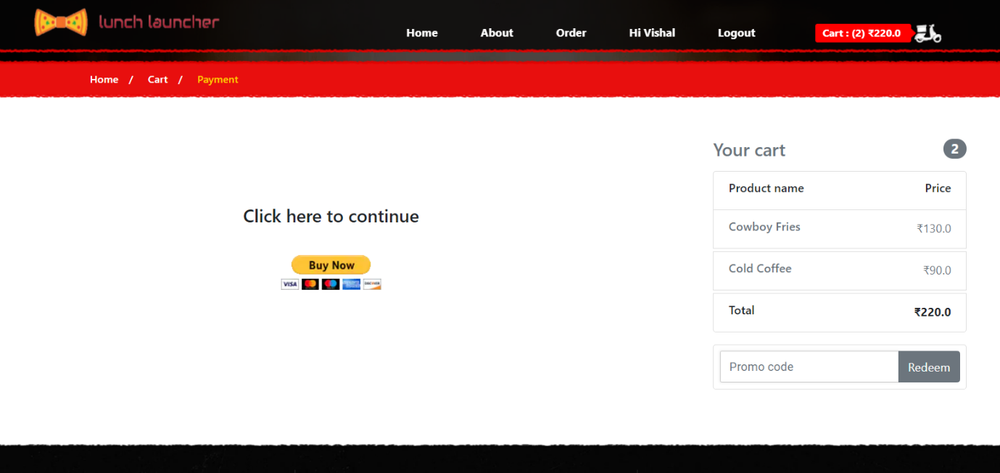 lunch launcher
Home About Order Hi Vishal Logout Cart : (2) ₹220.0
Home / Cart / Payment
Your cart 2
Product name Price
Cowboy Fries ₹130.0
Cold Coffee ₹90.0
Total ₹220.0
Promo code Redeem
Click here to continue
Buy Now
VISA DISCOVER